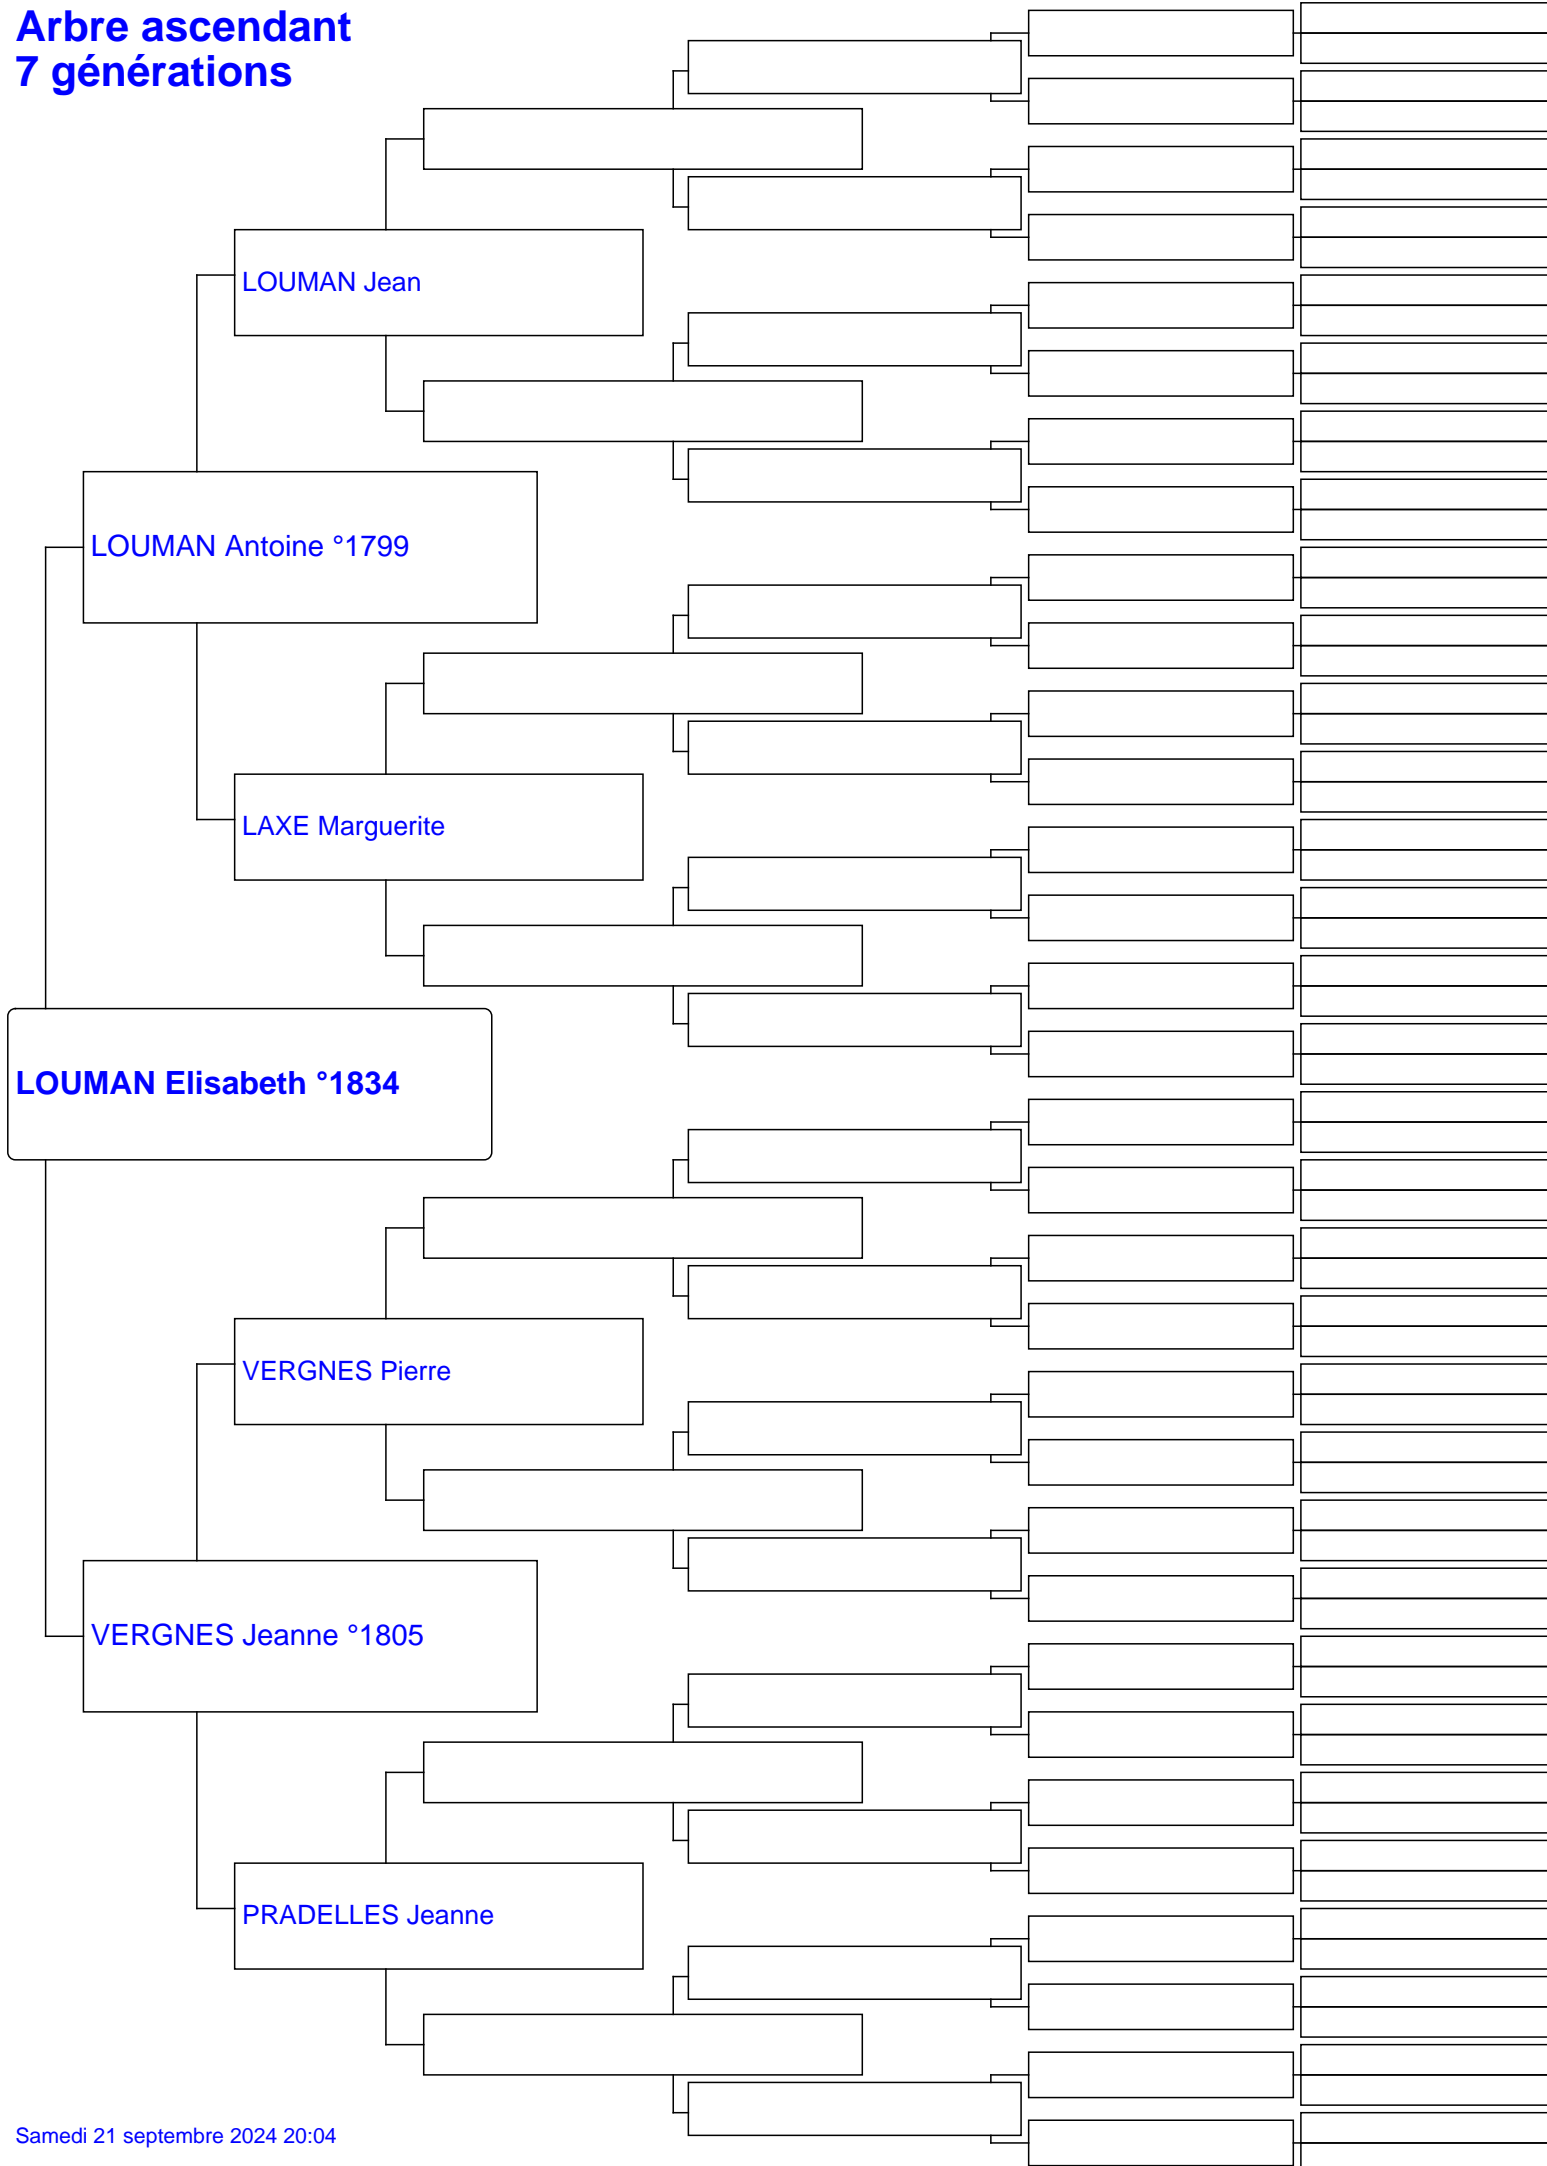 Arbre ascendant
7 générations
LOUMAN Jean
LOUMAN Antoine °1799
LAXE Marguerite
LOUMAN Elisabeth °1834
VERGNES Pierre
VERGNES Jeanne °1805
PRADELLES Jeanne
Samedi 21 septembre 2024 20:04